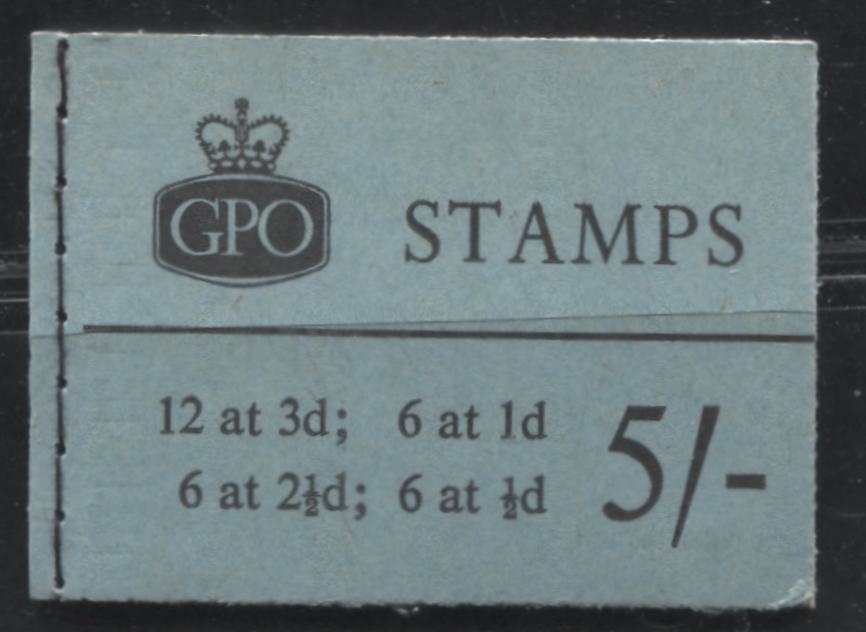 GPO STAMPS
12 at 3d; 6 at 1d
6 at 2½d; 6 at ½d
5/-